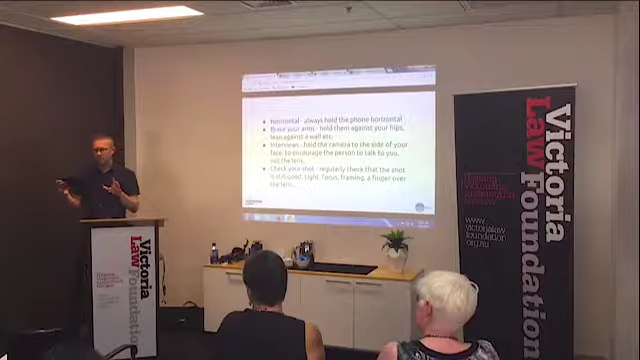 Horizontal - always hold the phone horizontal
Brace your arms - hold them against your hips,
lean against a wall etc.
Interviews - hold the camera to the side of your
face, to encourage the person to talk to you,
not the lens.
Check your shot - regularly check that the shot
is still good. Light, focus, framing, a finger over
the lens.
Victoria
Law Foundation
www.
victorialaw
foundation.
org.au
Victoria
Law Foundation